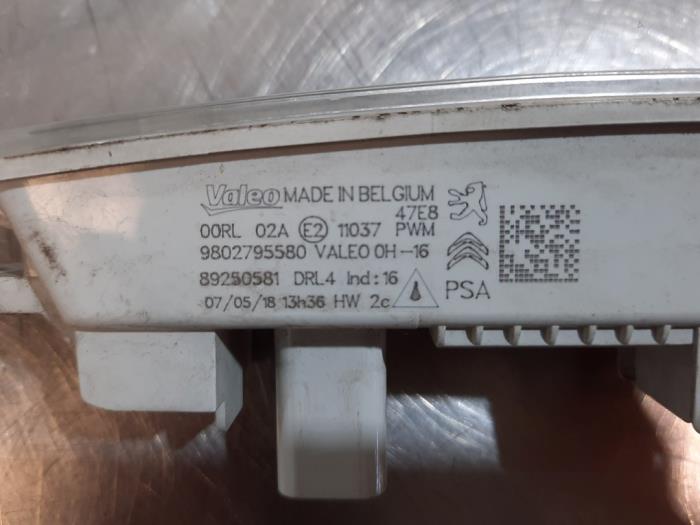 Valeo MADE IN BELGIUM
47E8
00RL 02A E2 11037 PWM
9802795580 VALEO 0H-16
89250581 DRL4 Ind:16
07/05/18 13h36 HW 2c
PSA